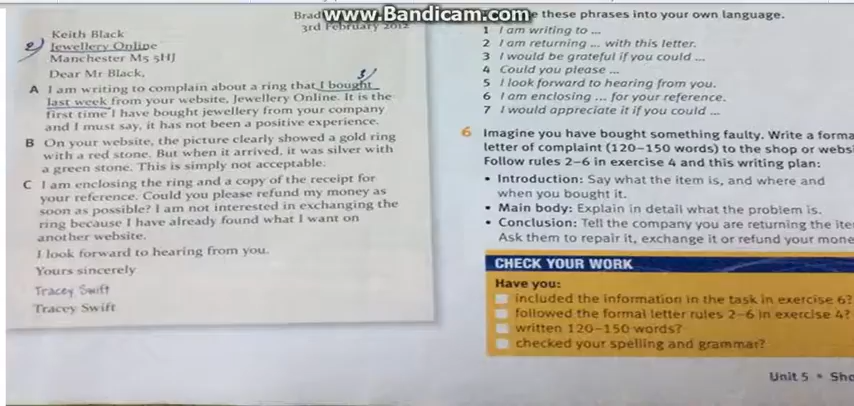 www.Bandicam.com
Brad
3rd February 2012
Keith Black
Jewellery Online
Manchester M5 5HJ
Dear Mr Black,
A I am writing to complain about a ring that I bought
last week from your website, Jewellery Online. It is the
first time I have bought jewellery from your company
and I must say, it has not been a positive experience.
B On your website, the picture clearly showed a gold ring
with a red stone. But when it arrived, it was silver with
a green stone. This is simply not acceptable.
C I am enclosing the ring and a copy of the receipt for
your reference. Could you please refund my money as
soon as possible? I am not interested in exchanging the
ring because I have already found what I want on
another website.
I look forward to hearing from you.
Yours sincerely
Tracey Swift
Tracey Swift
2
3
these phrases into your own language.
1 I am writing to ...
2 I am returning ... with this letter.
3 I would be grateful if you could ...
4 Could you please ...
5 I look forward to hearing from you.
6 I am enclosing ... for your reference.
7 I would appreciate it if you could ...
6 Imagine you have bought something faulty. Write a forma
letter of complaint (120–150 words) to the shop or webs
Follow rules 2–6 in exercise 4 and this writing plan:
• Introduction: Say what the item is, and where and
when you bought it.
• Main body: Explain in detail what the problem is.
• Conclusion: Tell the company you are returning the ite
Ask them to repair it, exchange it or refund your mone
CHECK YOUR WORK
Have you:
included the information in the task in exercise 6?
followed the formal letter rules 2–6 in exercise 4?
written 120–150 words?
checked your spelling and grammar?
Unit 5 • Sho